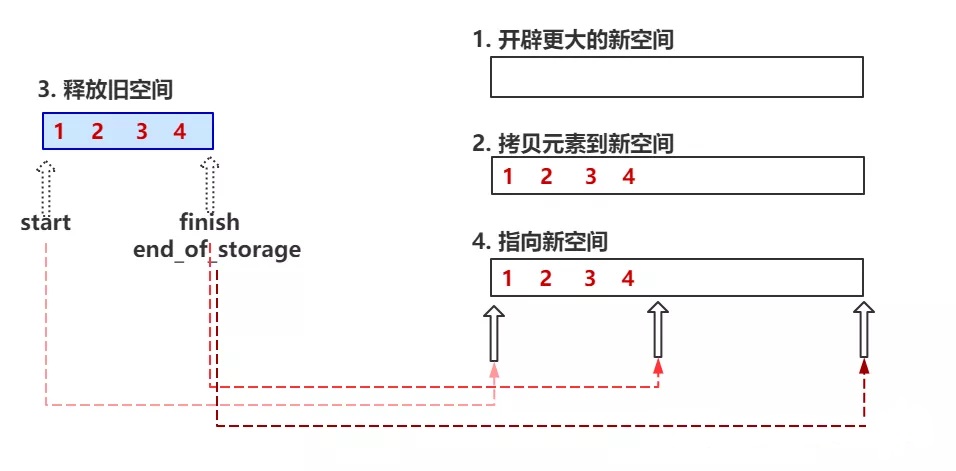 1. 开辟更大的新空间
3. 释放旧空间
1 2 3 4
2. 拷贝元素到新空间
1 2 3 4
start
finish
end_of_storage
4. 指向新空间
1 2 3 4